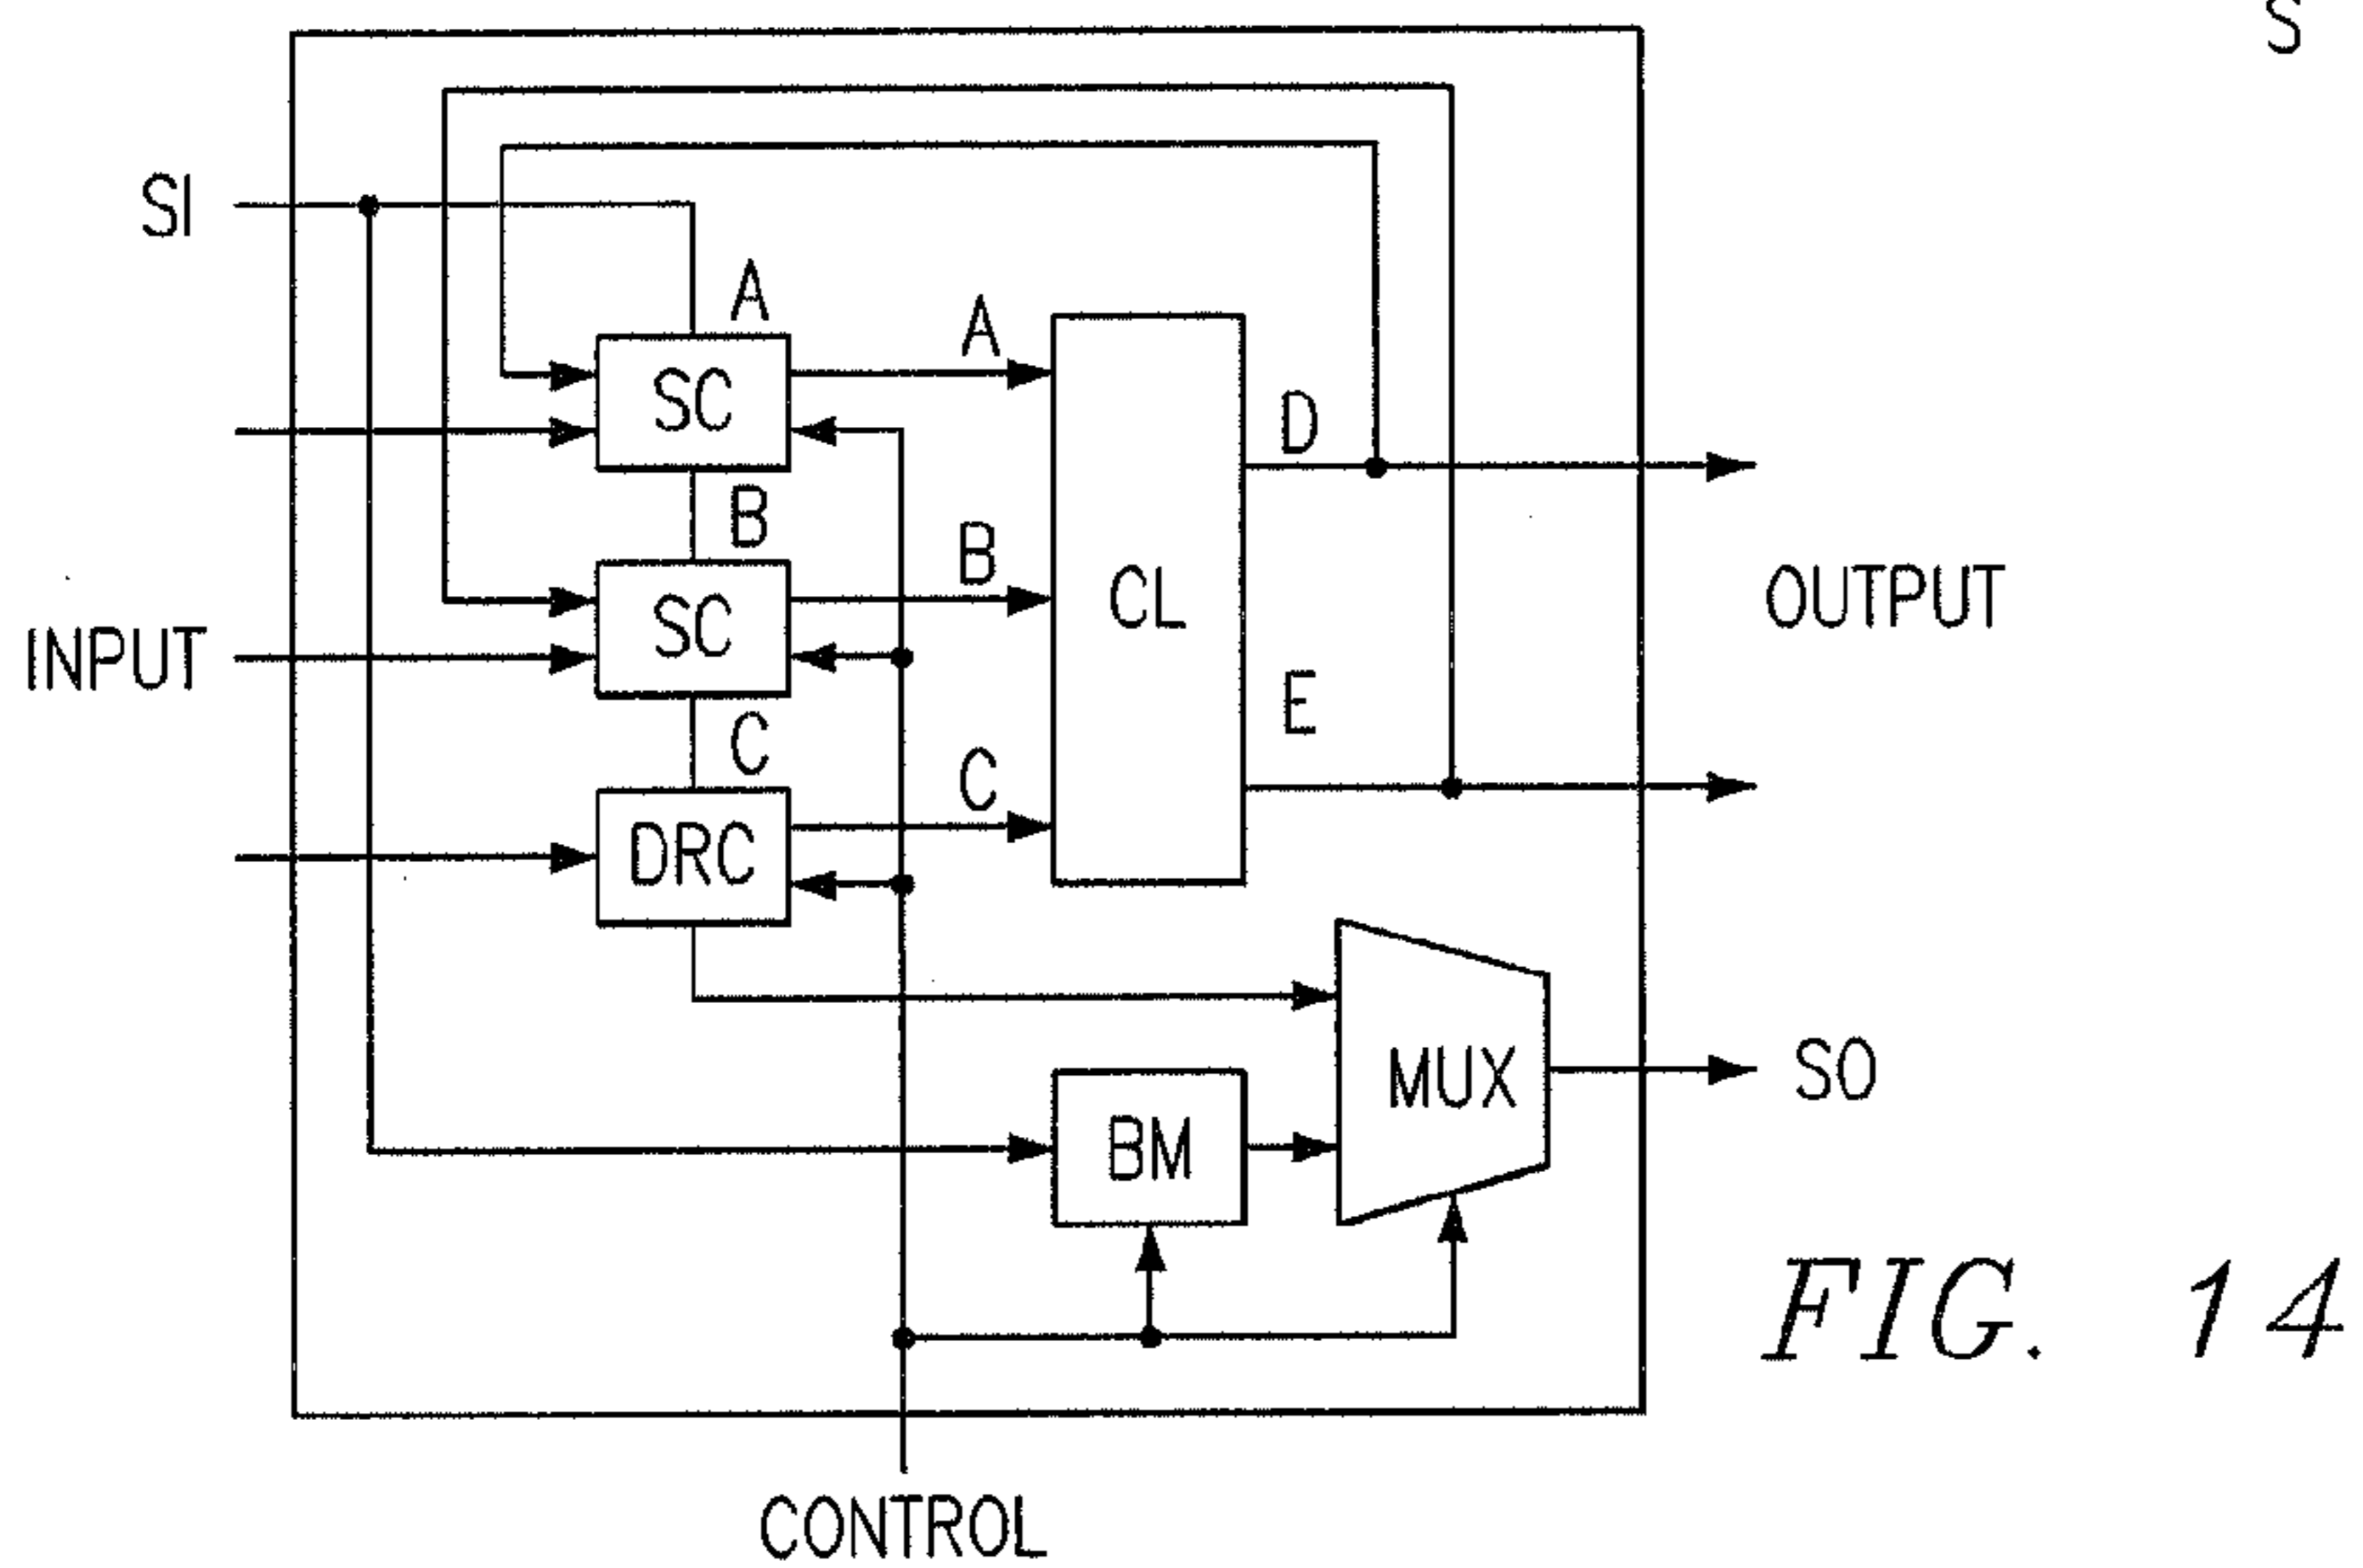 S
SI
A
A
SC
D
B
B
SC
CL
OUTPUT
INPUT
E
C
C
DRC
MUX
SO
BM
FIG. 14
CONTROL